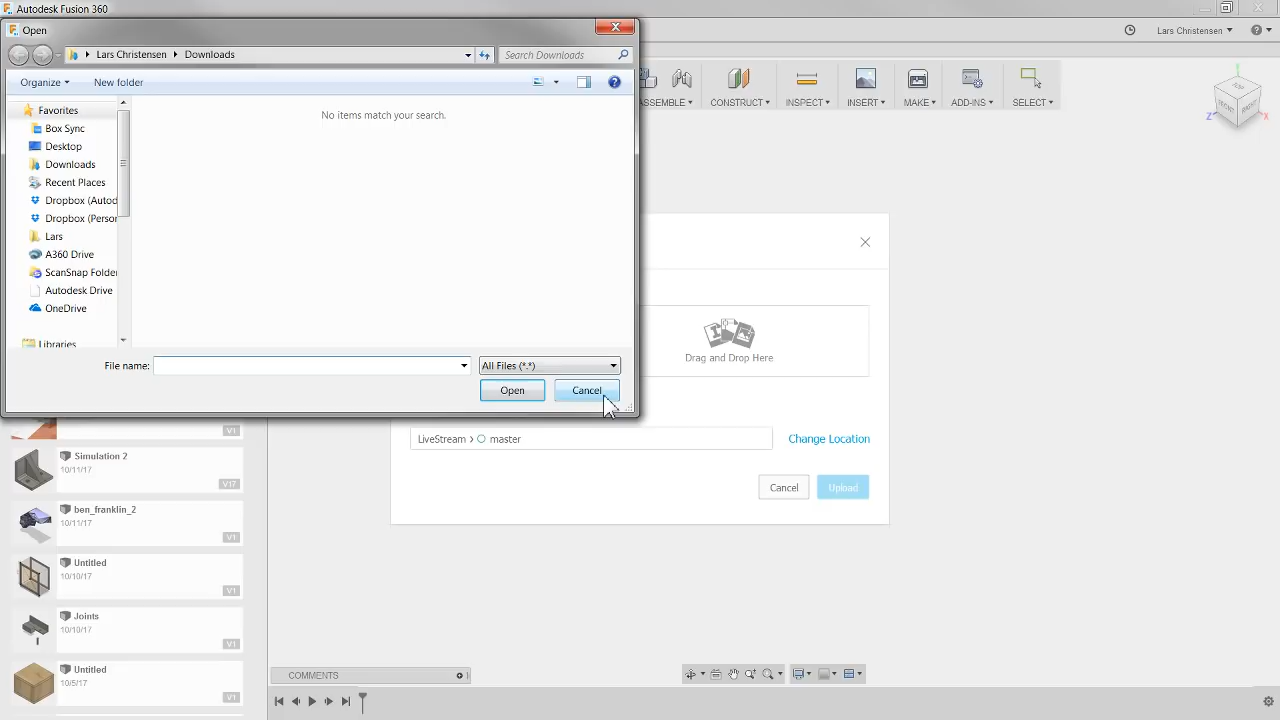 Autodesk Fusion 360
Open
Lars Christensen
Downloads
Search Downloads
Lars Christensen
Organize
New folder
ASSEMBLE
CONSTRUCT
INSPECT
INSERT
MAKE
ADD-INS
SELECT
TOP
FRONT
RIGHT
Z
X
Favorites
Box Sync
Desktop
Downloads
Recent Places
Dropbox (Autod
Dropbox (Person
Lars
A360 Drive
ScanSnap Folde
Autodesk Drive
OneDrive
Libraries
No items match your search.
File name:
All Files (*.*)
Open
Cancel
Drag and Drop Here
LiveStream > master
Change Location
Cancel
Upload
V1
Simulation 2
10/11/17
V17
ben_franklin_2
10/11/17
V1
Untitled
10/10/17
V1
Joints
10/10/17
V1
Untitled
10/5/17
V1
COMMENTS